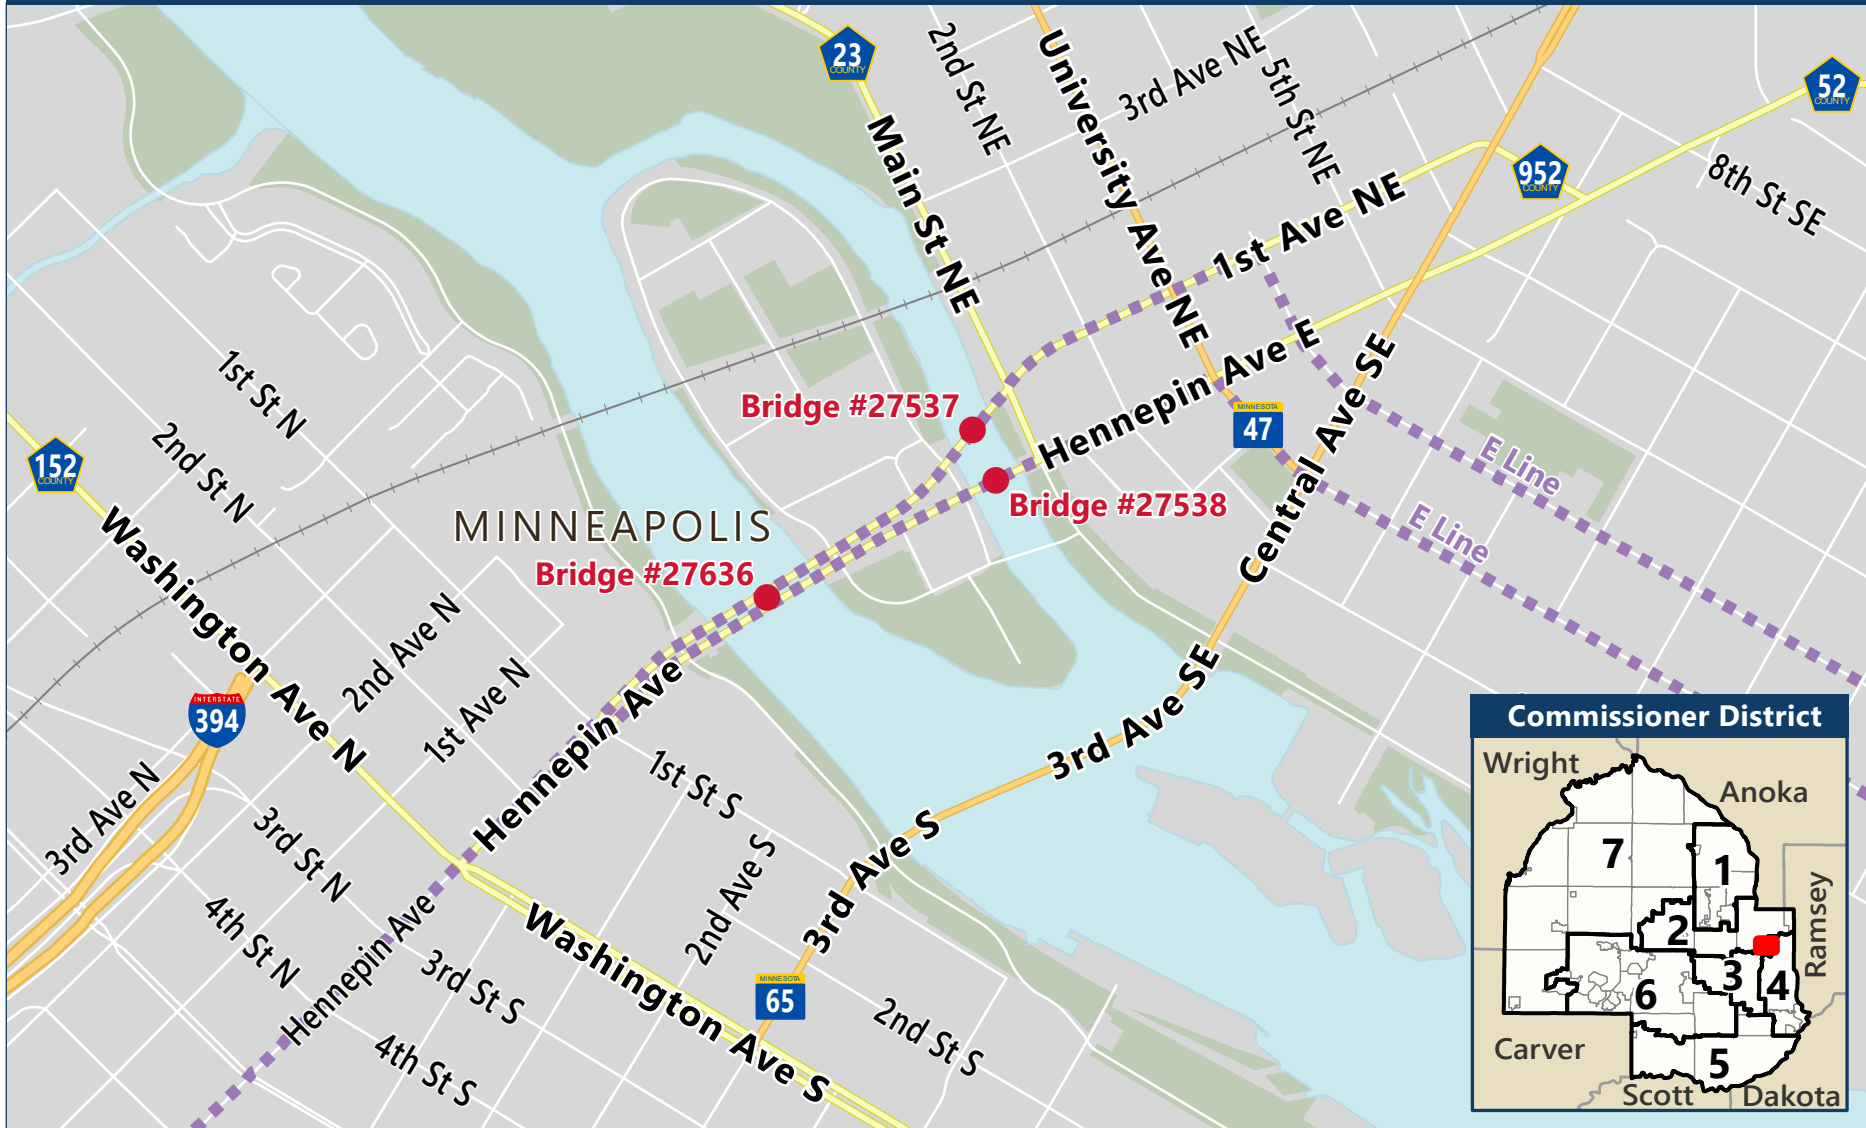 23
COUNTY
2nd St NE
University Ave NE
3rd Ave NE
5th St NE
52
COUNTY
Main St NE
952
COUNTY
8th St SE
1st Ave NE
1st St N
2nd St N
Bridge #27537
Hennepin Ave E
MINNESOTA
47
Central Ave SE
E Line
E Line
152
COUNTY
Bridge #27538
MINNEAPOLIS
Bridge #27636
Washington Ave N
2nd Ave N
1st Ave N
INTERSTATE
394
Hennepin Ave
3rd Ave SE
3rd Ave N
3rd St N
1st St S
3rd Ave S
2nd Ave S
4th St N
Hennepin Ave
3rd St S
Washington Ave S
MINNESOTA
65
2nd St S
4th St S
Commissioner District
Wright
Anoka
7
1
2
Ramsey
3
4
6
Carver
5
Scott
Dakota